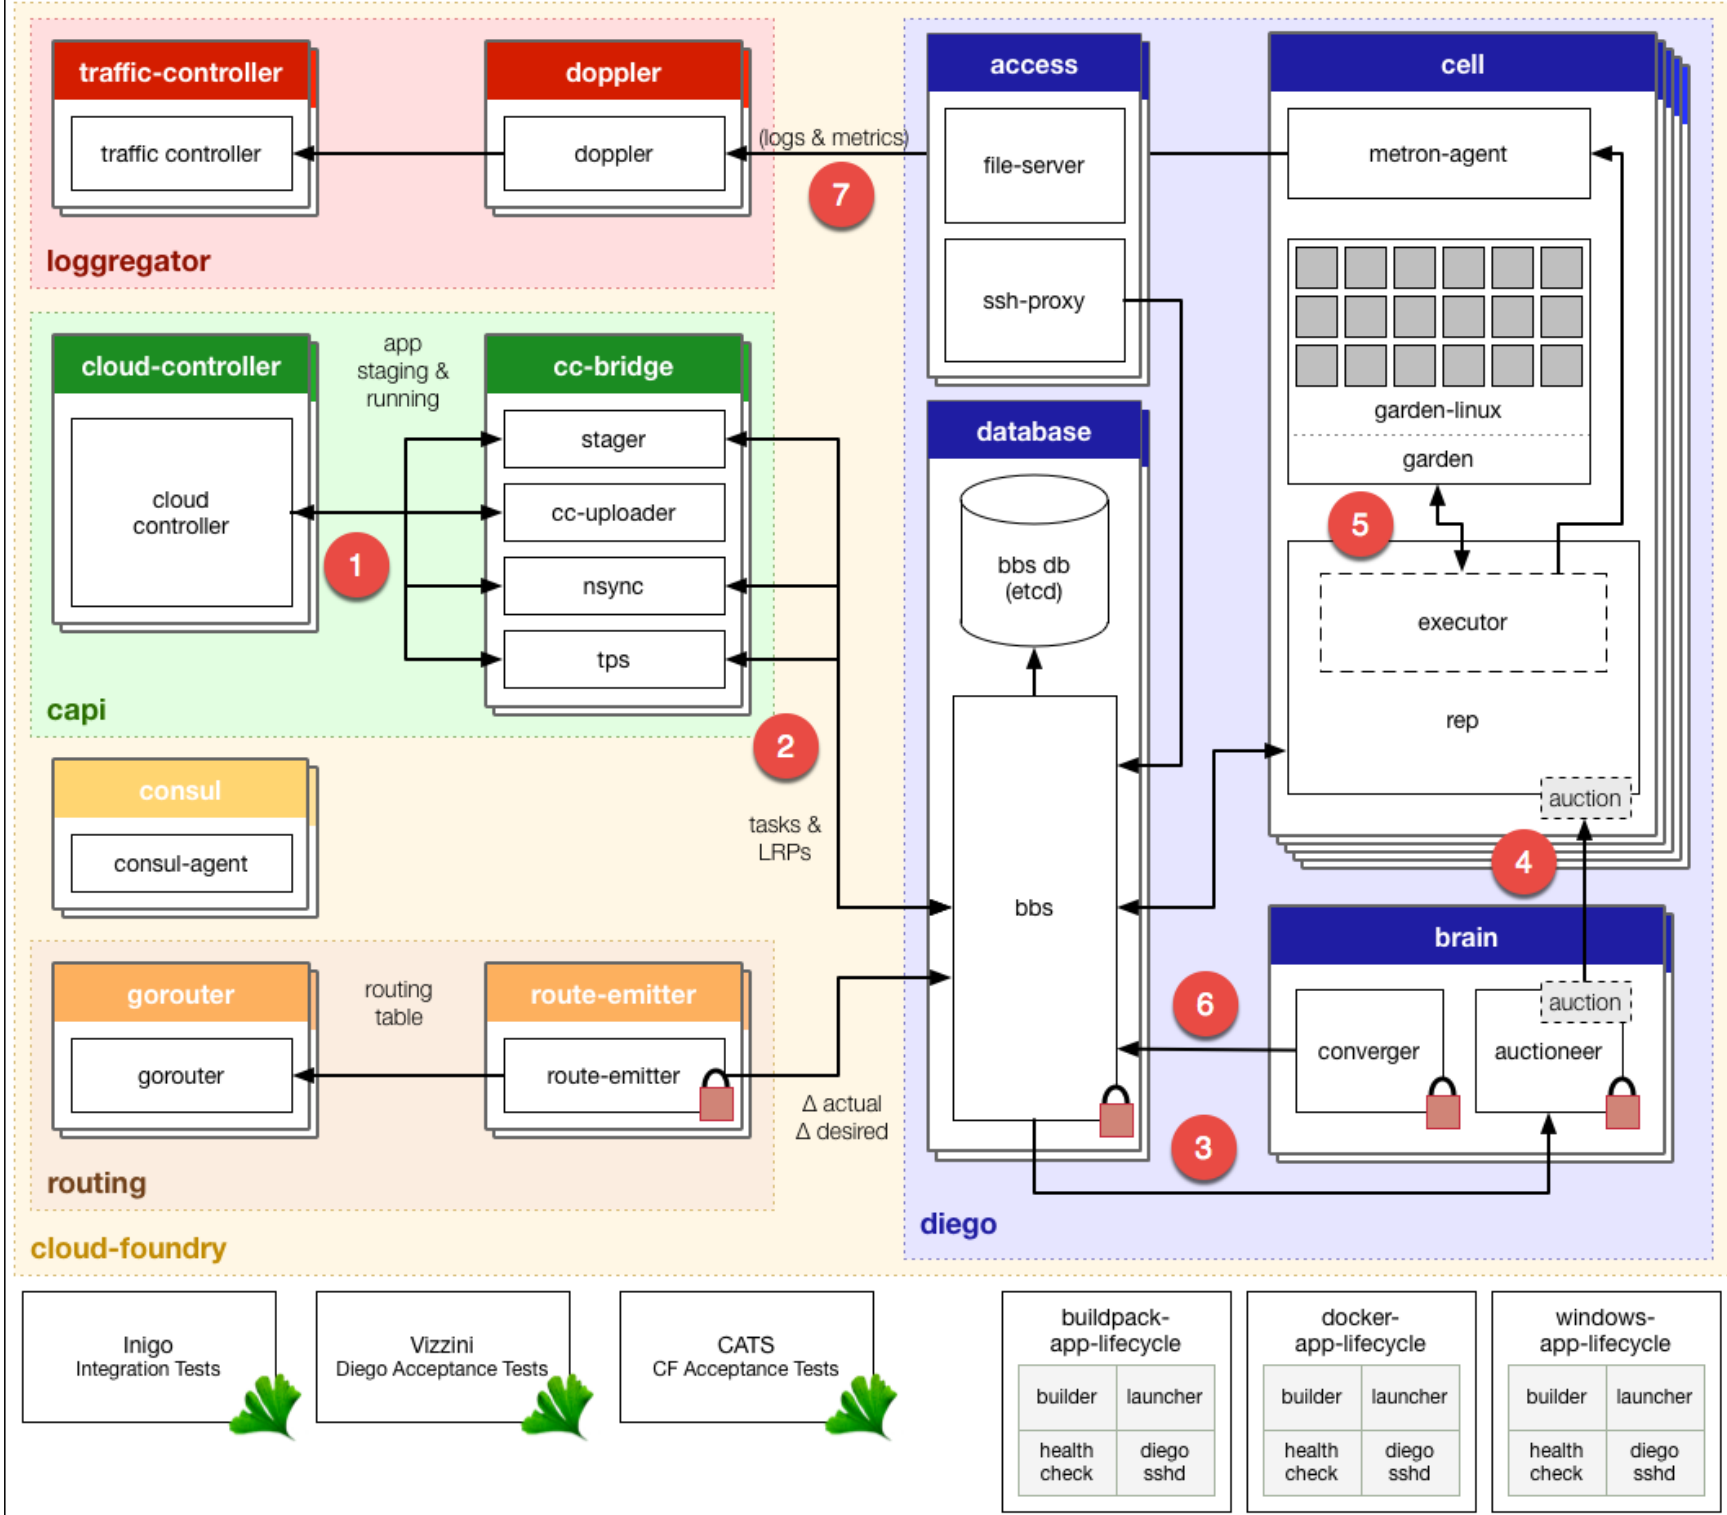 traffic-controller
traffic controller
doppler
doppler
(logs & metrics)
7
loggregator
access
file-server
ssh-proxy
cell
metron-agent
garden-linux
garden
5
executor
rep
auction
4
cloud-controller
cloud
controller
app
staging &
running
1
cc-bridge
stager
cc-uploader
nsync
tps
capi
2
tasks &
LRPs
database
bbs db
(etcd)
bbs
consul
consul-agent
brain
auction
converger
auctioneer
6
3
gorouter
gorouter
routing
table
route-emitter
route-emitter
Δ actual
Δ desired
routing
diego
cloud-foundry
Inigo
Integration Tests
Vizzini
Diego Acceptance Tests
CATS
CF Acceptance Tests
buildpack-
app-lifecycle
builder
launcher
health
check
diego
sshd
docker-
app-lifecycle
builder
launcher
health
check
diego
sshd
windows-
app-lifecycle
builder
launcher
health
check
diego
sshd